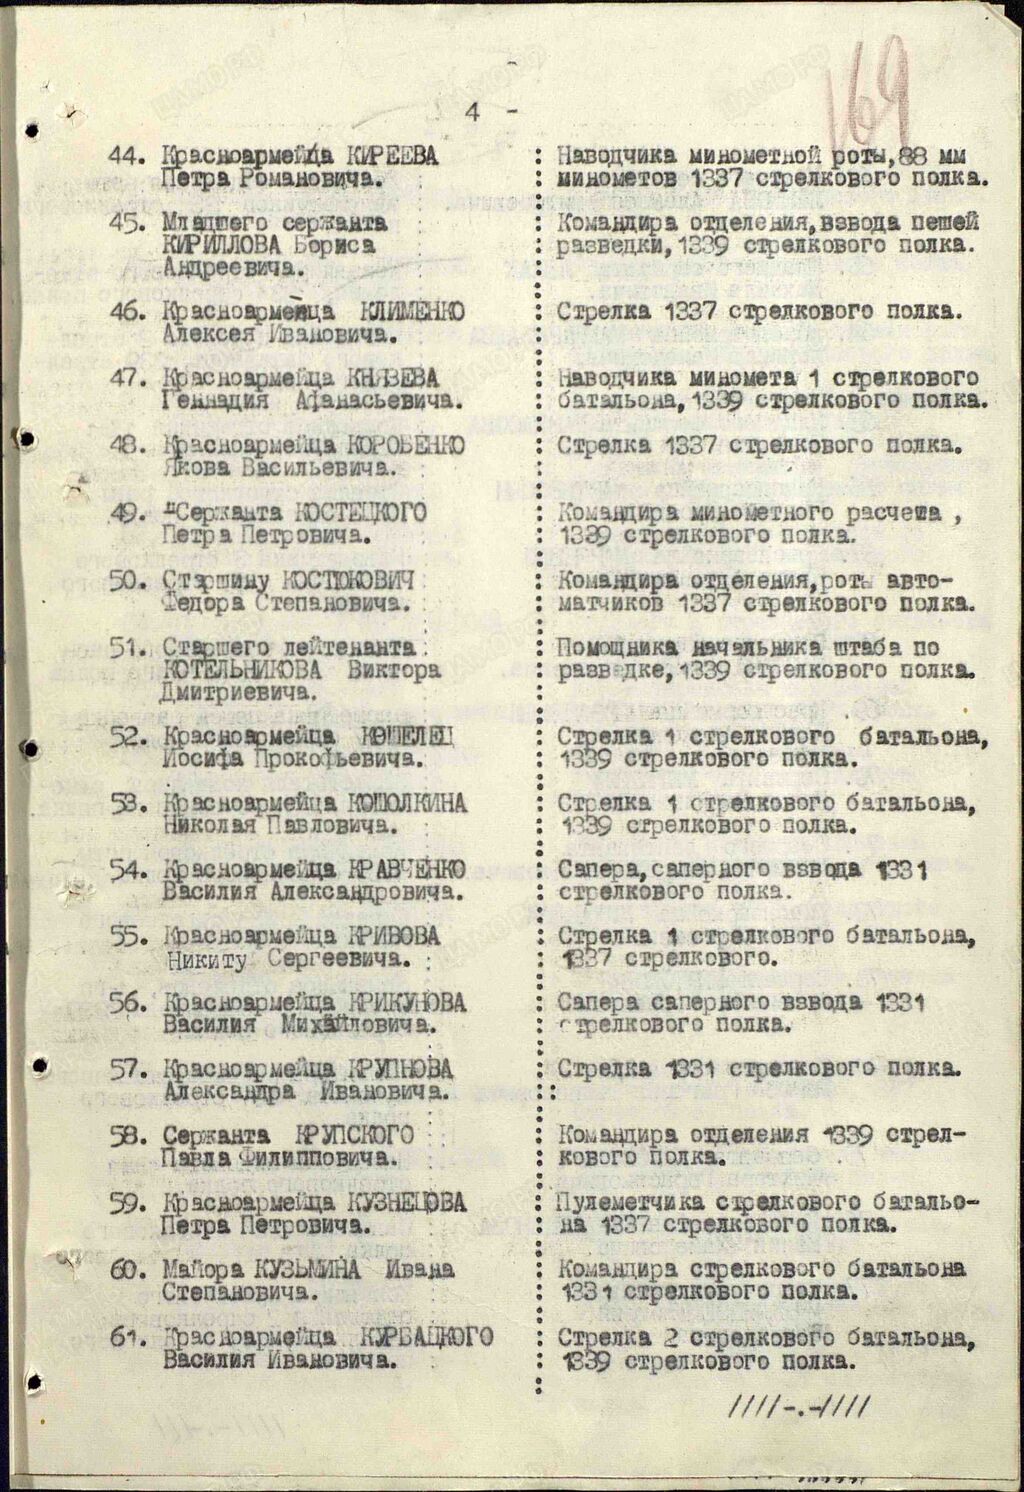 169
4 -
44. Красноармейца КИРЕЕВА : Наводчика минометной роты,88 мм
Петра Романовича. : минометов 1337 стрелкового полка.
45. Младшего сержанта : Командира отделения,взвода пешей
КИРИЛЛОВА Бориса : разведки,1339 стрелкового полка.
Андреевича.
46. Красноармейца КЛИМЕНКО : Стрелка 1337 стрелкового полка.
Алексея Ивановича.
47. Красноармейца КНЯЗЕВА : Наводчика миномета 1 стрелкового
Геннадия Афанасьевича. : батальона,1339 стрелкового полка.
48. Красноармейца КОРОБЕНКО : Стрелка 1337 стрелкового полка.
Якова Васильевича.
49. "Сержанта КОСТЕЦКОГО : Командира минометного расчеша ,
Петра Петровича. : 1339 стрелкового полка.
50. Старшину КОСТЮКОВИЧ : Командира отделения,роты авто-
Федора Степановича. : матчиков 1337 стрелкового полка.
51. Старшего лейтенанта : Помощника начальника штаба по
КОТЕЛЬНИКОВА Виктора : разведке,1339 стрелкового полка.
Дмитриевича.
52. Красноармейца КОШЕЛЕЦ : Стрелка 1 стрелкового батальона,
Иосифа Прокофьевича. : 1339 стрелкового полка.
53. Красноармейца КОШОЛКИНА : Стрелка 1 стрелкового батальона,
Николая Павловича. : 1339 стрелкового полка.
54. Красноармейца КРАВЧЕНКО : Сапера,саперного взвода 1331
Василия Александровича. : стрелкового полка.
55. Красноармейца КРИВОВА : Стрелка 1 стрелкового батальона,
Никиту Сергеевича. : 1337 стрелкового.
56. Красноармейца КРИКУНОВА : Сапера саперного взвода 1331
Василия Михайловича. : стрелкового полка.
57. Красноармейца КРУПНОВА : Стрелка 1331 стрелкового полка.
Александра Ивановича. :
58. Сержанта КРУПСКОГО : Командира отделения 1339 стрел-
Павла Филипповича. : кового полка.
59. Красноармейца КУЗНЕЦОВА : Пулеметчика стрелкового батальо-
Петра Петровича. : на 1337 стрелкового полка.
60. Майора КУЗЬМИНА Ивана : Командира стрелкового батальона
Степановича. : 1331 стрелкового полка.
61. Красноармейца КУРБАЦКОГО : Стрелка 2 стрелкового батальона,
Василия Ивановича. : 1339 стрелкового полка.
////-.-////